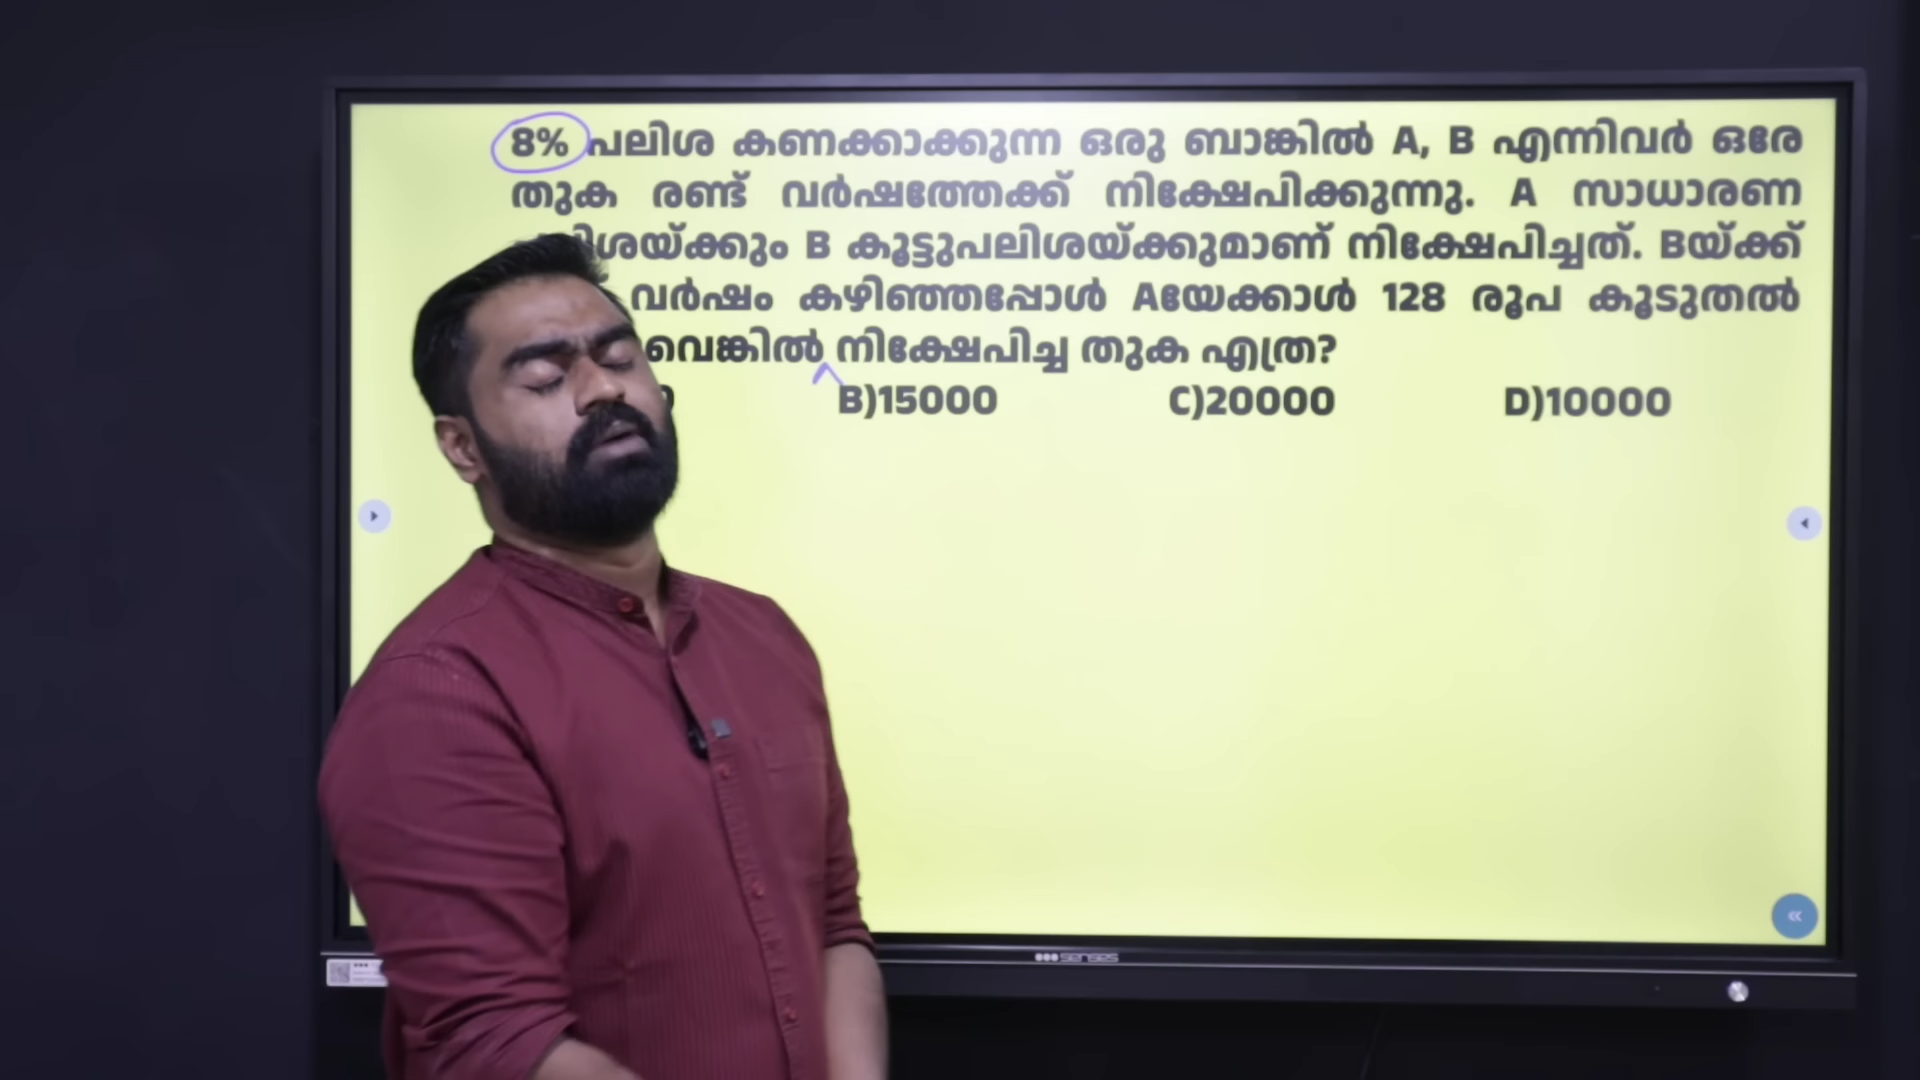 8% പലിശ കണക്കാക്കുന്ന ഒരു ബാങ്കിൽ A, B എന്നിവർ ഒരേ
തുക രണ്ട് വർഷത്തേക്ക് നിക്ഷേപിക്കുന്നു. A സാധാരണ
B കൂട്ടുപലിശയ്ക്കുമാണ് നിക്ഷേപിച്ചത്. Bയ്ക്ക്
വർഷം കഴിഞ്ഞപ്പോൾ Aയേക്കാൾ 128 രൂപ കൂടുതൽ
നിക്ഷേപിച്ച തുക എത്ര?
B)15000 C)20000 D)10000
senses